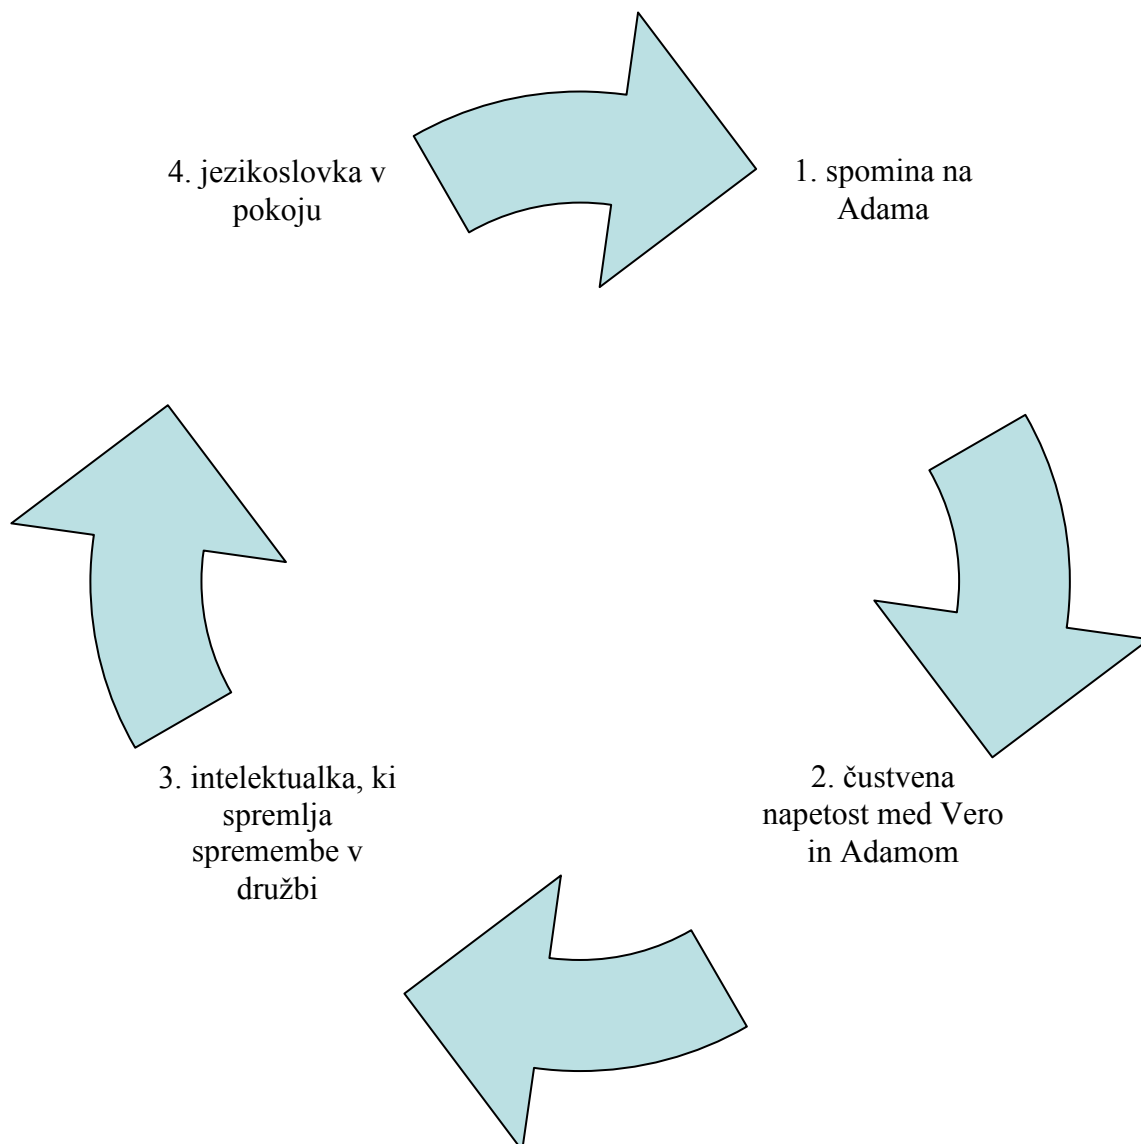 1. spomina na
Adama
2. čustvena
napetost med Vero
in Adamom
3. intelektualka, ki
spremlja
spremembe v
družbi
4. jezikoslovka v
pokoju